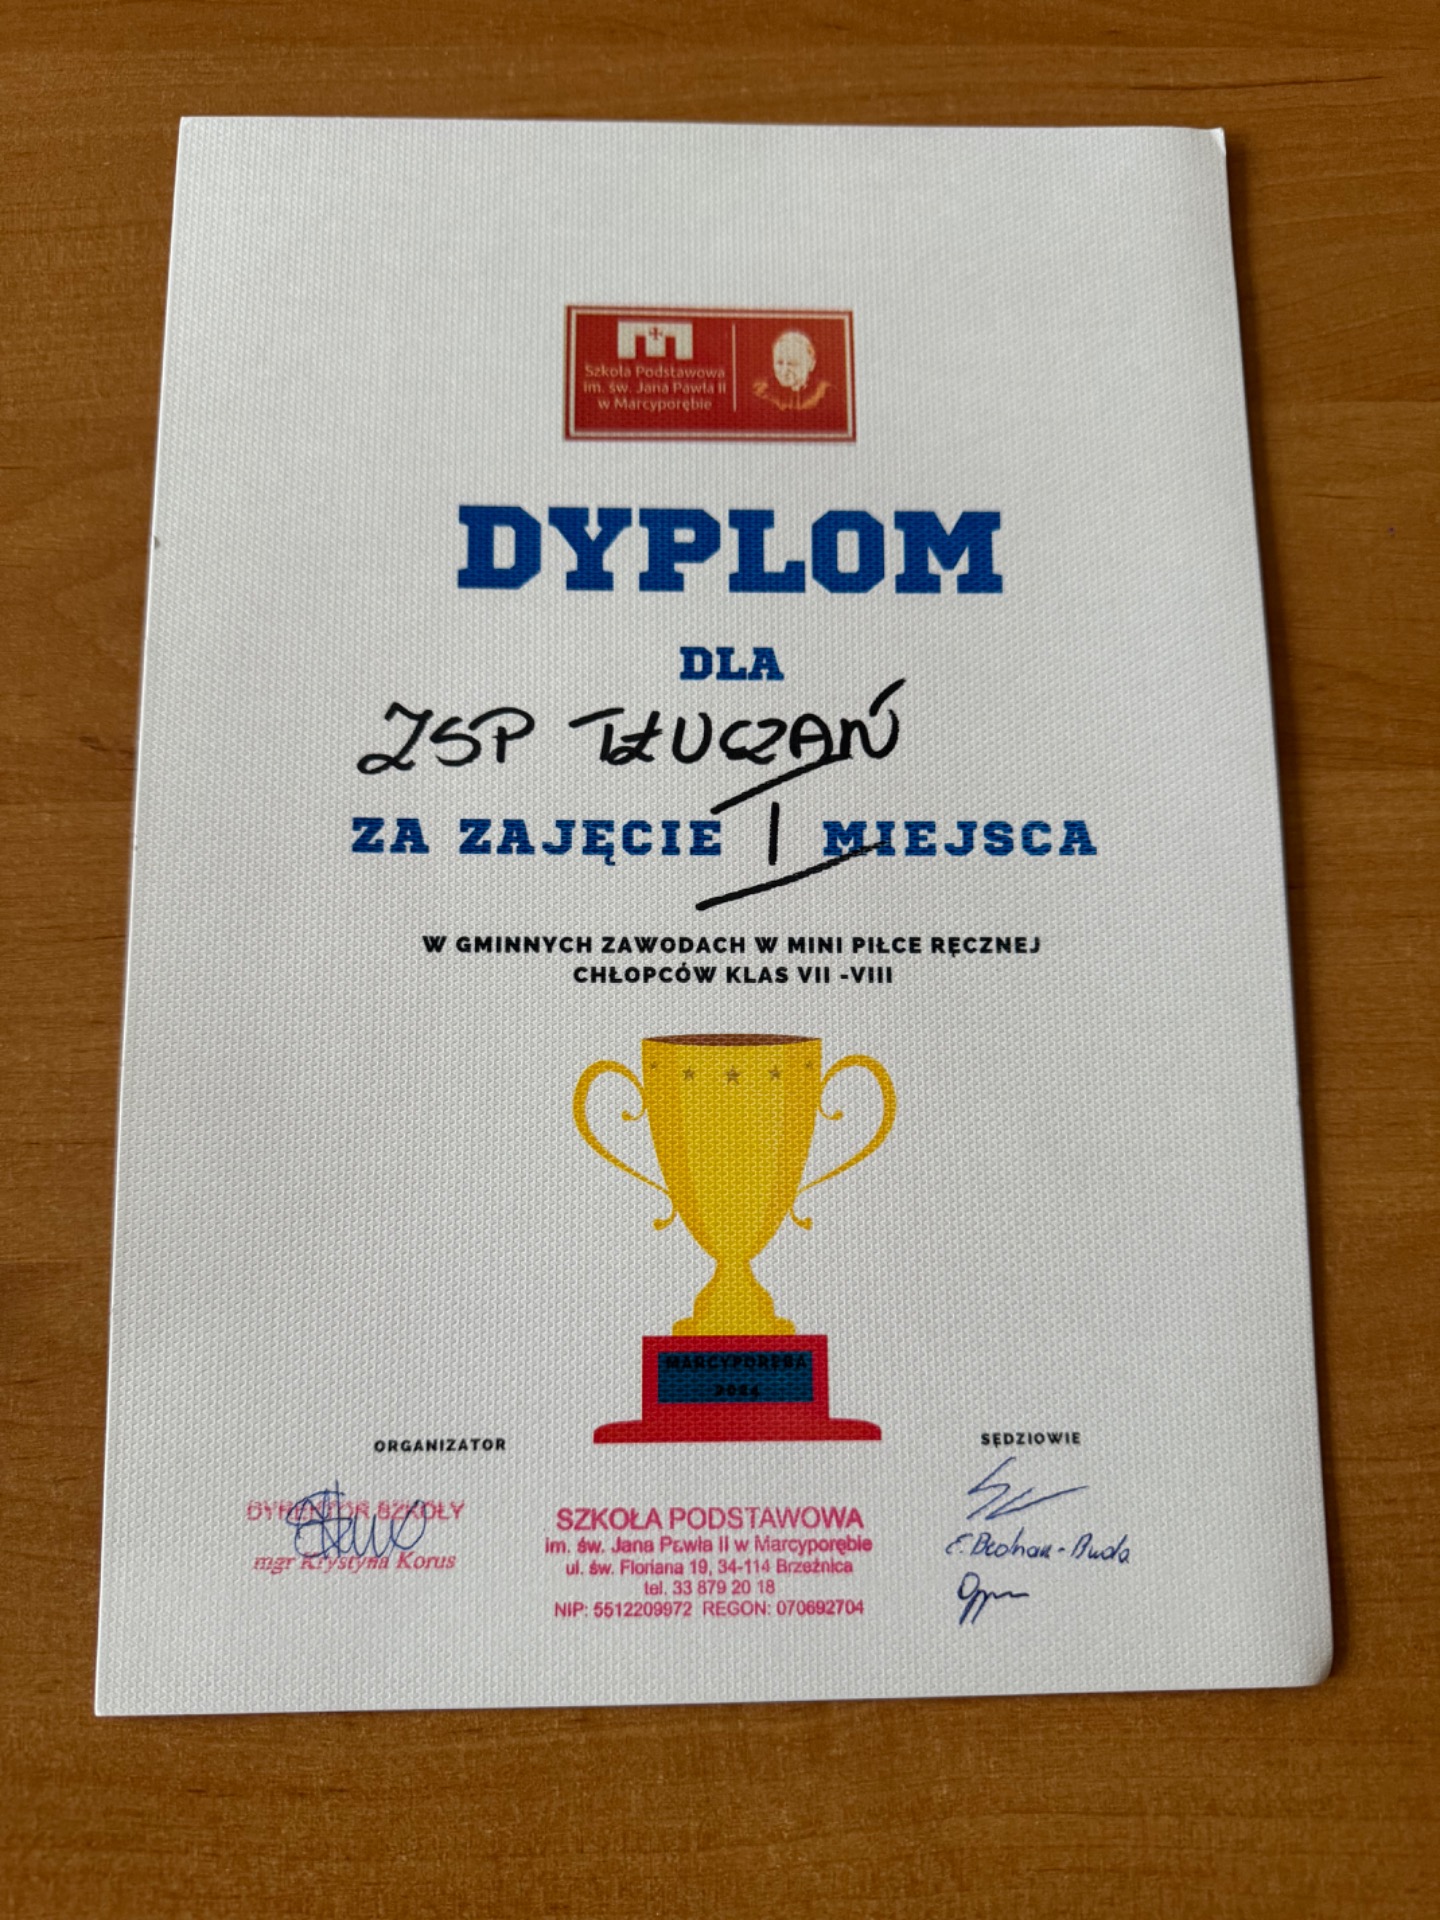 Szkoła Podstawowa
im. św. Jana Pawła II
w Marcyporębie
DYPLOM
DLA
ZSP TŁUCZAŃ
ZA ZAJĘCIE I MIEJSCA
W GMINNYCH ZAWODACH W MINI PIŁCE RĘCZNEJ
CHŁOPCÓW KLAS VII -VIII
MARCYPORĘBA
2024
ORGANIZATOR
SĘDZIOWIE
DYREKTOR SZKOŁY
mgr Krystyna Korus
SZKOŁA PODSTAWOWA
im. św. Jana Pawła II w Marcyporębie
ul. św. Floriana 19, 34-114 Brzeźnica
tel. 33 879 20 18
NIP: 5512209972 REGON: 070692704